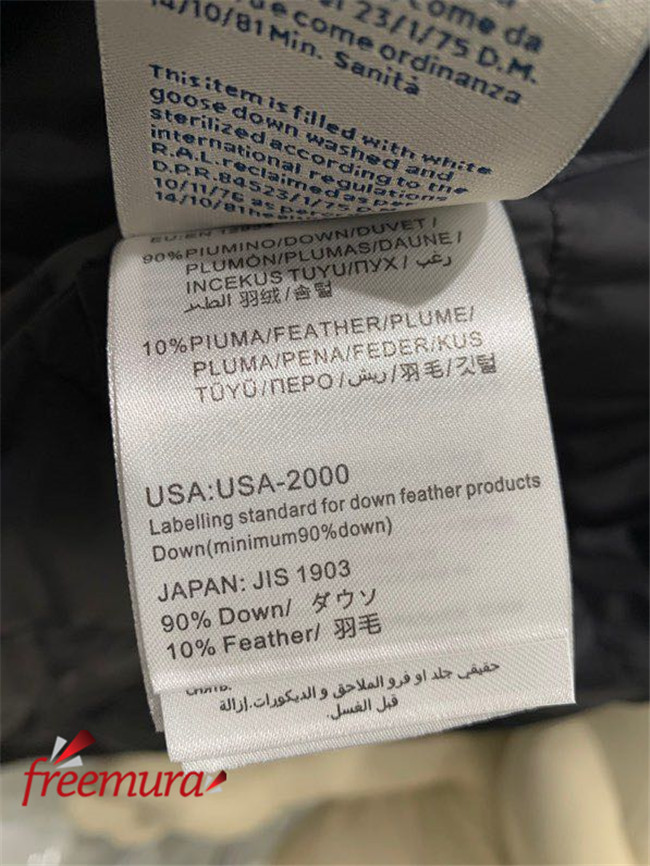 come da
el 23/1/75 D.M.
e come ordinanza
14/10/81 Min. Sanità
This item is filled with white
goose down washed and
sterilized according to the
international regulations
R.A.L. reclaimed as per
D.P.R. 84523/1/75 D.
10/11/76 as per
14/10/81
90%PIUMINO/DOWN/DUVET/
PLUMÓN/PLUMAS/DAUNE/
INCEKUS TUYU/ПУХ/ زغب
الطير 羽绒/솜털
10%PIUMA/FEATHER/PLUME/
PLUMA/PENA/FEDER/KUS
TÜYÜ/ПЕРО/ريش/羽毛/깃털
USA:USA-2000
Labelling standard for down feather products
Down(minimum90%down)
JAPAN: JIS 1903
90% Down/ ダウソ
10% Feather/ 羽毛
حقيقي جلد او فرو الملاحق و الديكورات.إزالة
قبل الغسل.
freemura